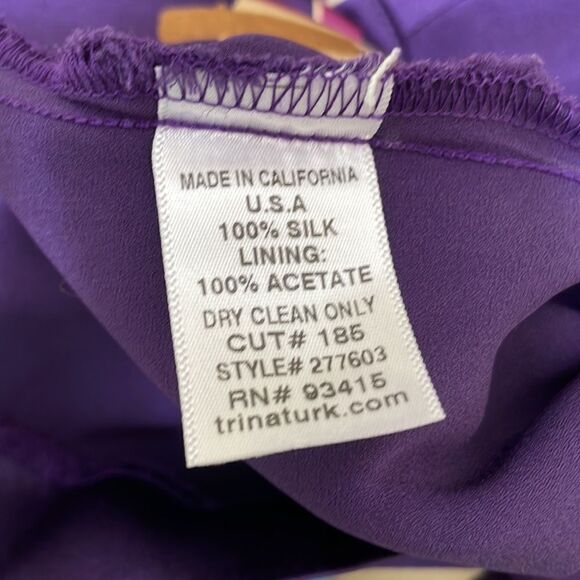 MADE IN CALIFORNIA
U.S.A
100% SILK
LINING:
100% ACETATE
DRY CLEAN ONLY
CUT# 185
STYLE# 277603
RN# 93415
trinaturk.com